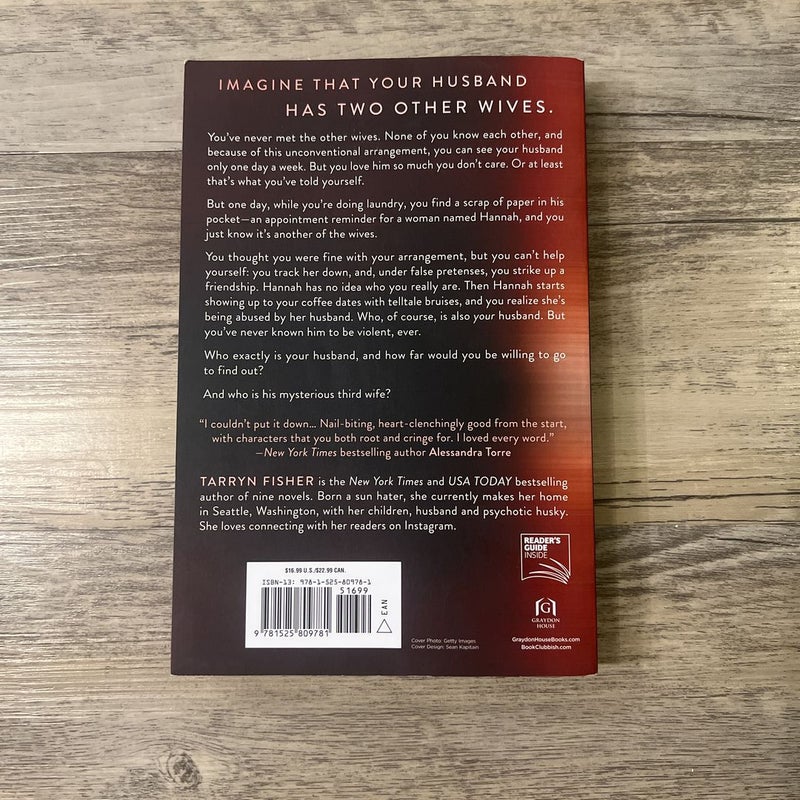 IMAGINE THAT YOUR HUSBAND
HAS TWO OTHER WIVES.
You've never met the other wives. None of you know each other, and
because of this unconventional arrangement, you can see your husband
only one day a week. But you love him so much you don't care. Or at least
that's what you've told yourself.
But one day, while you're doing laundry, you find a scrap of paper in his
pocket—an appointment reminder for a woman named Hannah, and you
just know it's another of the wives.
You thought you were fine with your arrangement, but you can't help
yourself: you track her down, and, under false pretenses, you strike up a
friendship. Hannah has no idea who you really are. Then Hannah starts
showing up to your coffee dates with telltale bruises, and you realize she's
being abused by her husband. Who, of course, is also your husband. But
you've never known him to be violent, ever.
Who exactly is your husband, and how far would you be willing to go
to find out?
And who is his mysterious third wife?
“I couldn't put it down... Nail-biting, heart-clenchingly good from the start,
with characters that you both root and cringe for. I loved every word.”
—New York Times bestselling author Alessandra Torre
TARRYN FISHER is the New York Times and USA TODAY bestselling
author of nine novels. Born a sun hater, she currently makes her home
in Seattle, Washington, with her children, husband and psychotic husky.
She loves connecting with her readers on Instagram.
READER'S
GUIDE
INSIDE
$16.99 U.S./$22.99 CAN.
ISBN-13: 978-1-525-80978-1
51699
EAN
9 781525 809781
Cover Photo: Getty Images
Cover Design: Sean Kapitain
G
GRAYDON
HOUSE
GraydonHouseBooks.com
BookClubbish.com